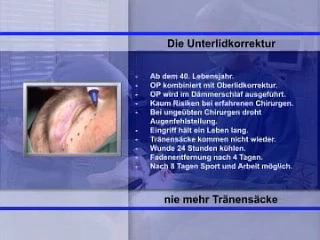 Die Unterlidkorrektur
- Ab dem 40. Lebensjahr.
- OP kombiniert mit Oberlidkorrektur.
- OP wird im Dämmerschlaf ausgeführt.
- Kaum Risiken bei erfahrenen Chirurgen.
- Bei ungeübten Chirurgen droht
Augenfehlstellung.
- Eingriff hält ein Leben lang.
- Tränensäcke kommen nicht wieder.
- Wunde 24 Stunden kühlen.
- Fadenentfernung nach 4 Tagen.
- Nach 8 Tagen Sport und Arbeit möglich.
nie mehr Tränensäcke